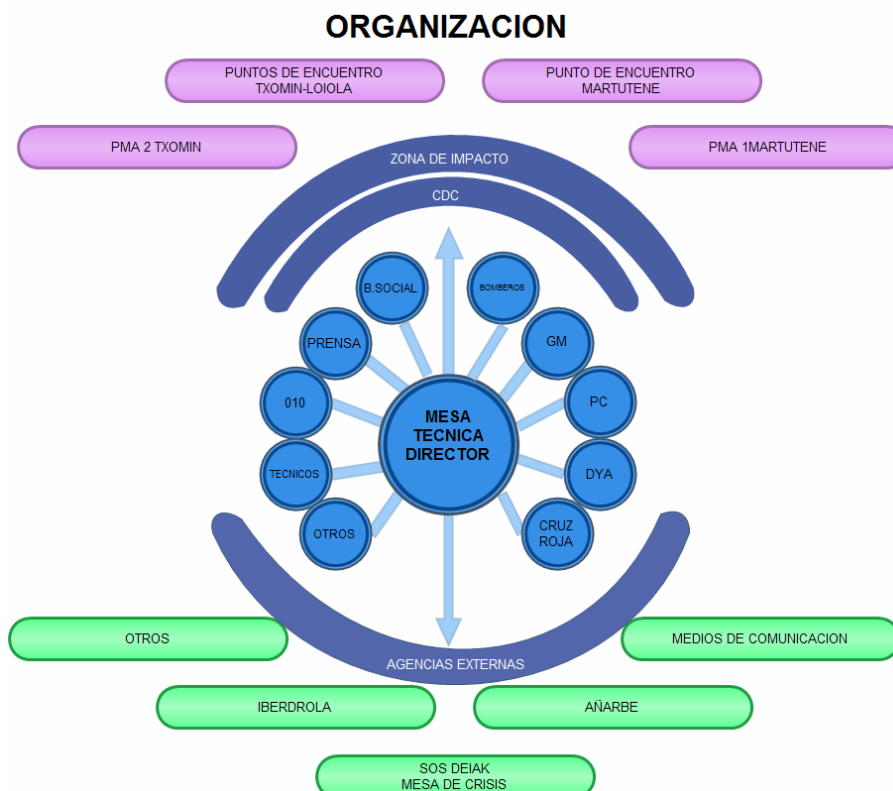 ORGANIZACION
PUNTOS DE ENCUENTRO
TXOMIN-LOIOLA
PUNTO DE ENCUENTRO
MARTUTENE
PMA 2 TXOMIN
PMA 1MARTUTENE
ZONA DE IMPACTO
CDC
B.SOCIAL
BOMBEROS
PRENSA
GM
010
PC
MESA
TECNICA
DIRECTOR
TECNICOS
DYA
OTROS
CRUZ
ROJA
OTROS
MEDIOS DE COMUNICACION
AGENCIAS EXTERNAS
IBERDROLA
AÑARBE
SOS DEIAK
MESA DE CRISIS